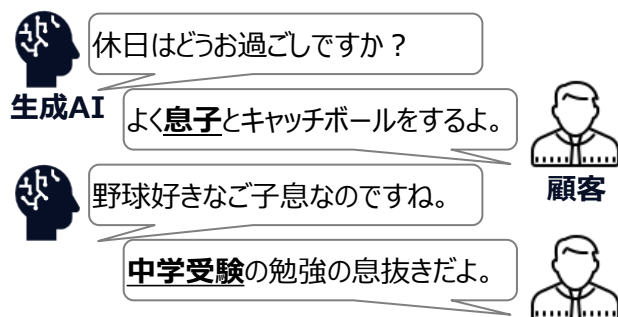 休日はどうお過ごしですか？
生成AI
よく息子とキャッチボールをするよ。
顧客
野球好きなご子息なのですね。
中学受験の勉強の息抜きだよ。